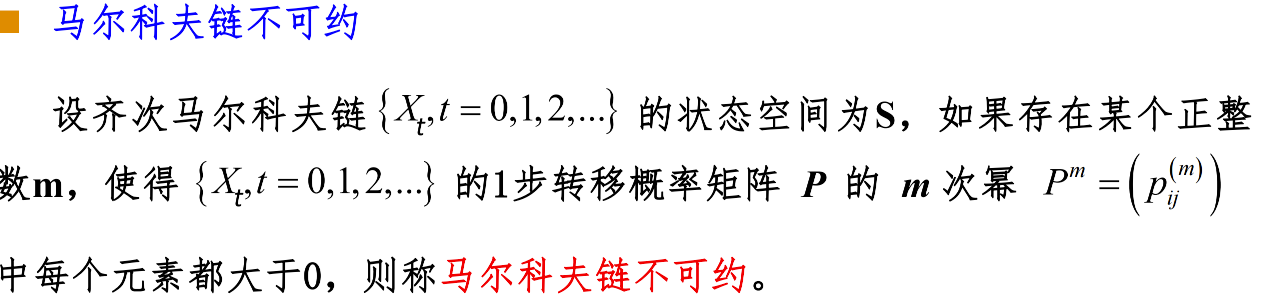 马尔科夫链不可约
设齐次马尔科夫链 {X_t, t = 0,1,2,...} 的状态空间为S，如果存在某个正整
数m，使得 {X_t, t = 0,1,2,...} 的1步转移概率矩阵 P 的 m 次幂 P^m = (p_{ij}^{(m)})
中每个元素都大于0，则称马尔科夫链不可约。